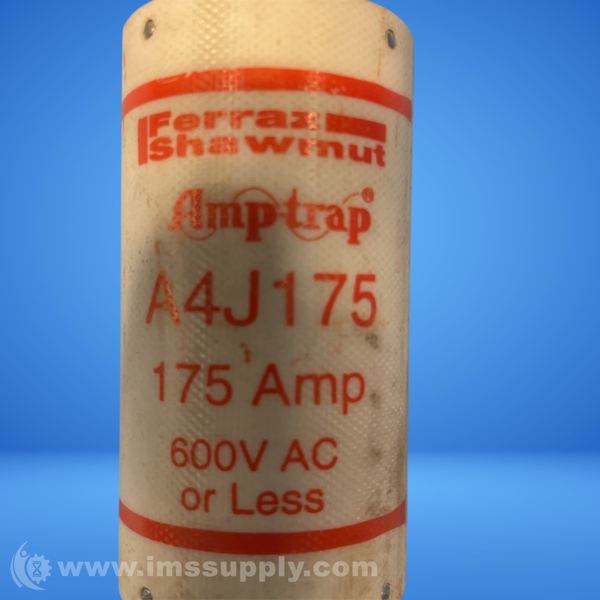 Ferraz
Shawmut
Amp-trap®
A4J175
175 Amp
600V AC
or Less
www.imssupply.com